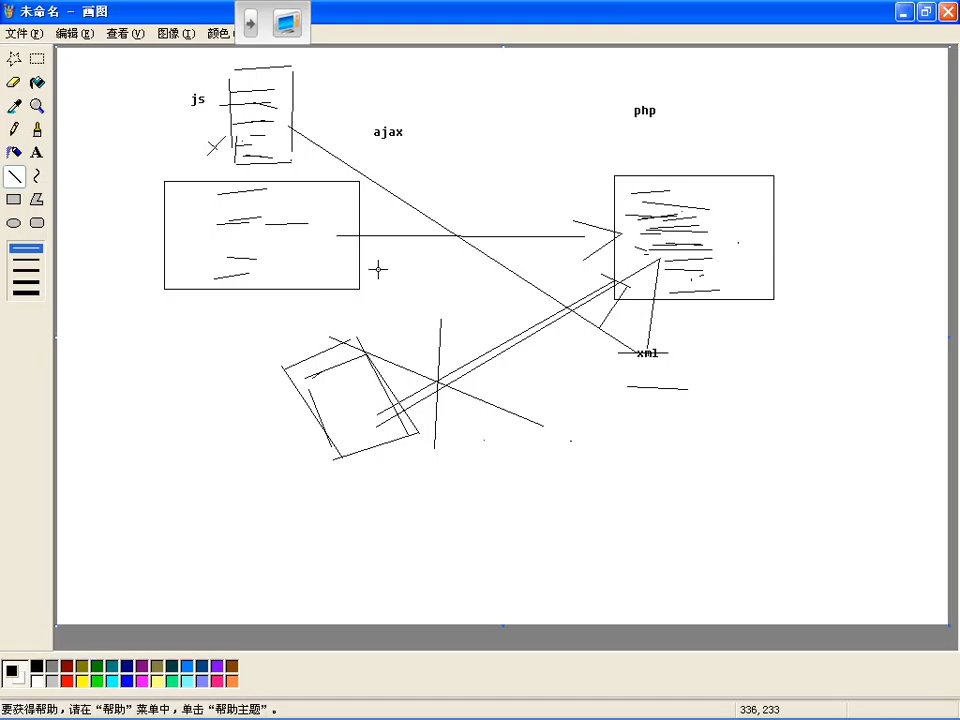 未命名 - 画图
文件(F) 编辑(E) 查看(V) 图像(I) 颜色
js
php
ajax
xml
A
要获得帮助，请在“帮助”菜单中，单击“帮助主题”。
336,233